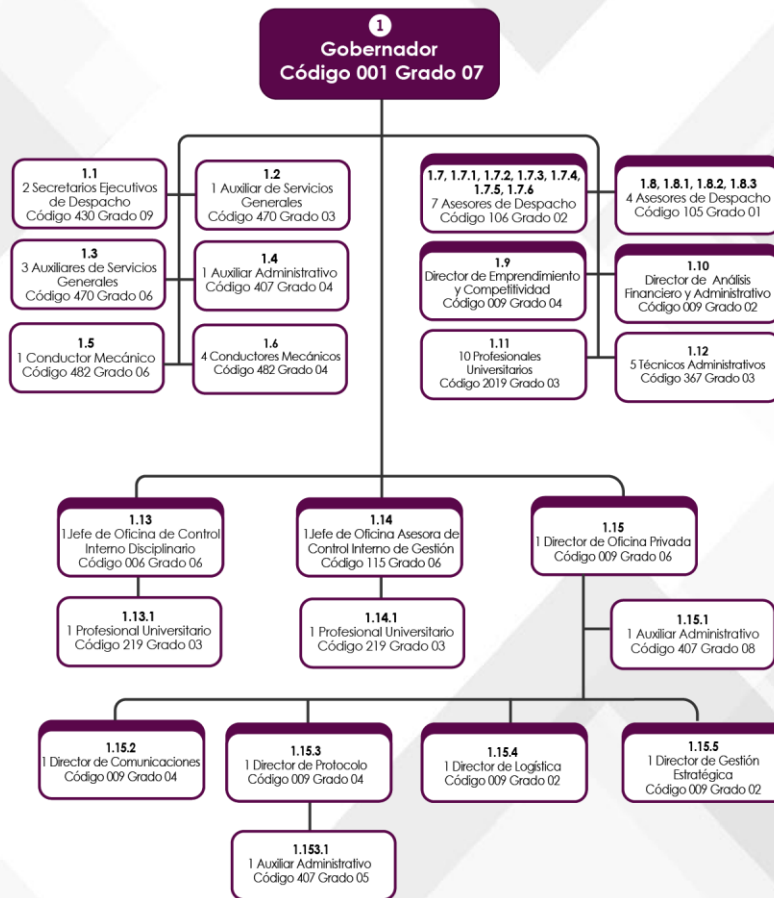 1
Gobernador
Código 001 Grado 07
1.1
2 Secretarios Ejecutivos
de Despacho
Código 430 Grado 09
1.2
1 Auxiliar de Servicios
Generales
Código 470 Grado 03
1.3
3 Auxiliares de Servicios
Generales
Código 470 Grado 06
1.4
1 Auxiliar Administrativo
Código 407 Grado 04
1.5
1 Conductor Mecánico
Código 482 Grado 06
1.6
4 Conductores Mecánicos
Código 482 Grado 04
1.7, 1.7.1, 1.7.2, 1.7.3, 1.7.4,
1.7.5, 1.7.6
7 Asesores de Despacho
Código 106 Grado 02
1.8, 1.8.1, 1.8.2, 1.8.3
4 Asesores de Despacho
Código 105 Grado 01
1.9
Director de Emprendimiento
y Competitividad
Código 009 Grado 04
1.10
Director de Análisis
Financiero y Administrativo
Código 009 Grado 02
1.11
10 Profesionales
Universitarios
Código 2019 Grado 03
1.12
5 Técnicos Administrativos
Código 367 Grado 03
1.13
1Jefe de Oficina de Control
Interno Disciplinario
Código 006 Grado 06
1.14
1Jefe de Oficina Asesora de
Control Interno de Gestión
Código 115 Grado 06
1.15
1 Director de Oficina Privada
Código 009 Grado 06
1.13.1
1 Profesional Universitario
Código 219 Grado 03
1.14.1
1 Profesional Universitario
Código 219 Grado 03
1.15.1
1 Auxiliar Administrativo
Código 407 Grado 08
1.15.2
1 Director de Comunicaciones
Código 009 Grado 04
1.15.3
1 Director de Protocolo
Código 009 Grado 04
1.15.4
1 Director de Logística
Código 009 Grado 02
1.15.5
1 Director de Gestión
Estratégica
Código 009 Grado 02
1.153.1
1 Auxiliar Administrativo
Código 407 Grado 05